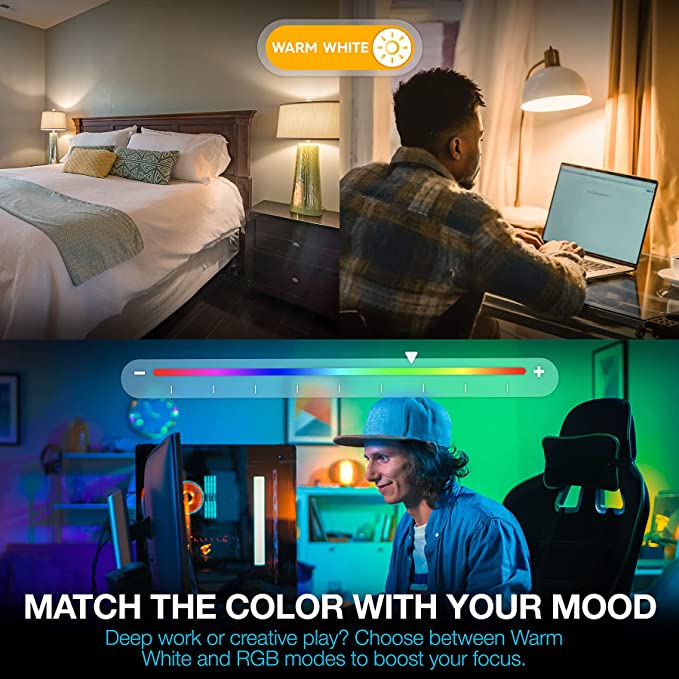 WARM WHITE
- +
MATCH THE COLOR WITH YOUR MOOD
Deep work or creative play? Choose between Warm
White and RGB modes to boost your focus.